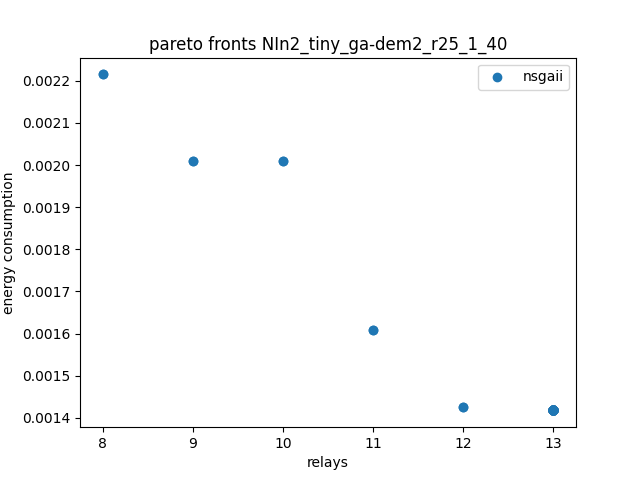 pareto fronts NIn2_tiny_ga-dem2_r25_1_40
nsgaii
0.0022
0.0021
0.0020
0.0019
0.0018
0.0017
0.0016
0.0015
0.0014
energy consumption
8 9 10 11 12 13
relays